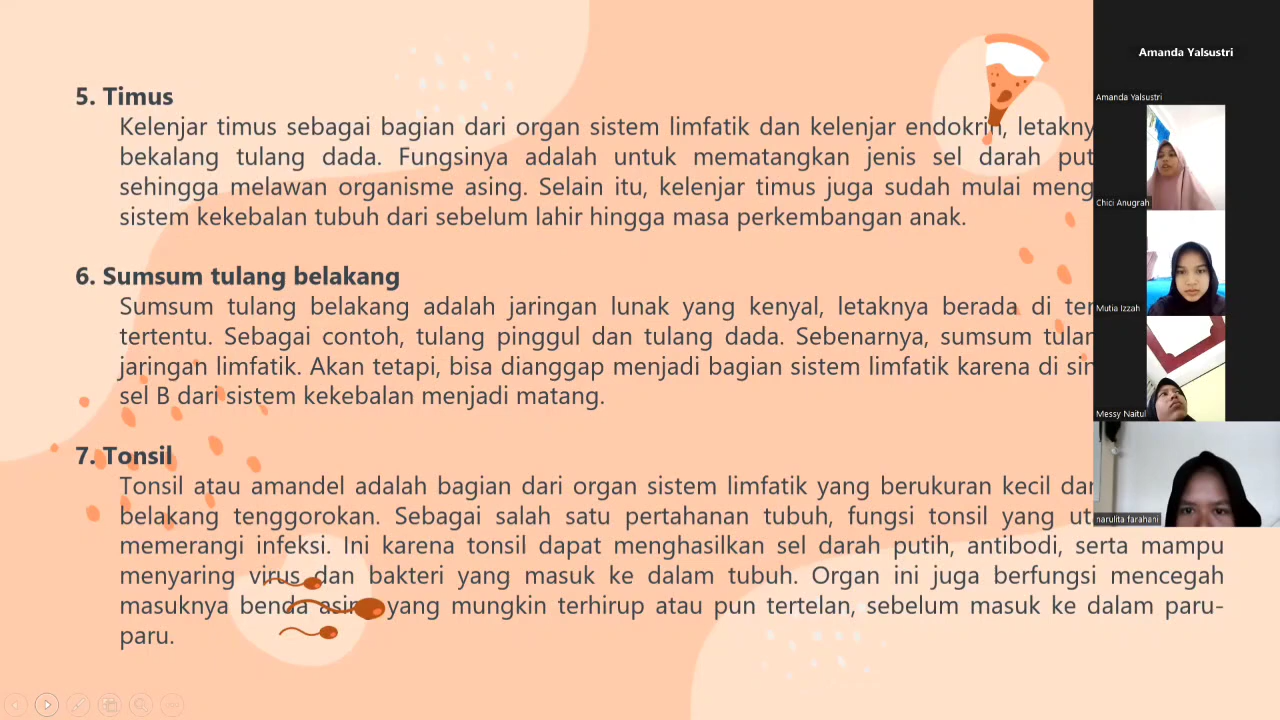 5. Timus
Kelenjar timus sebagai bagian dari organ sistem limfatik dan kelenjar endokrin,
bekalang tulang dada. Fungsinya adalah untuk mematangkan jenis sel darah
sehingga melawan organisme asing. Selain itu, kelenjar timus juga sudah mulai
sistem kekebalan tubuh dari sebelum lahir hingga masa perkembangan anak.
6. Sumsum tulang belakang
Sumsum tulang belakang adalah jaringan lunak yang kenyal, letaknya berada di
tertentu. Sebagai contoh, tulang pinggul dan tulang dada. Sebenarnya, sumsum
jaringan limfatik. Akan tetapi, bisa dianggap menjadi bagian sistem limfatik karena di
sel B dari sistem kekebalan menjadi matang.
7. Tonsil
Tonsil atau amandel adalah bagian dari organ sistem limfatik yang berukuran kecil
belakang tenggorokan. Sebagai salah satu pertahanan tubuh, fungsi tonsil yang
memerangi infeksi. Ini karena tonsil dapat menghasilkan sel darah putih, antibodi, serta mampu
menyaring virus dan bakteri yang masuk ke dalam tubuh. Organ ini juga berfungsi mencegah
masuknya benda asing yang mungkin terhirup atau pun tertelan, sebelum masuk ke dalam paru-
paru.
Amanda Yalsustri
Amanda Yalsustri
Chici Anugrah
Mutia Izzah
Messy Naitul
narulita farahani